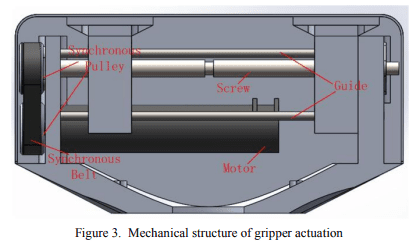 Synchronous
Pulley
Screw
Guide
Synchronous
Belt
Motor
Figure 3. Mechanical structure of gripper actuation